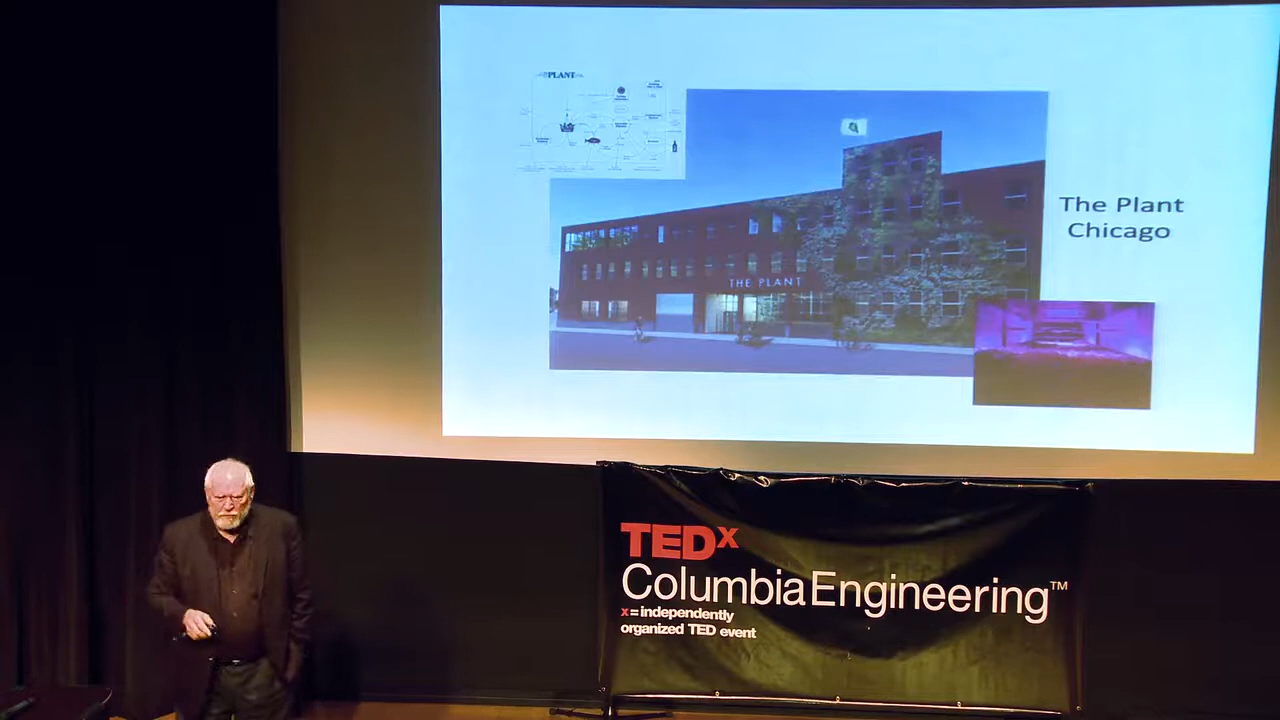 PLANT
THE PLANT
The Plant
Chicago
TEDx
ColumbiaEngineering™
x = independently
organized TED event